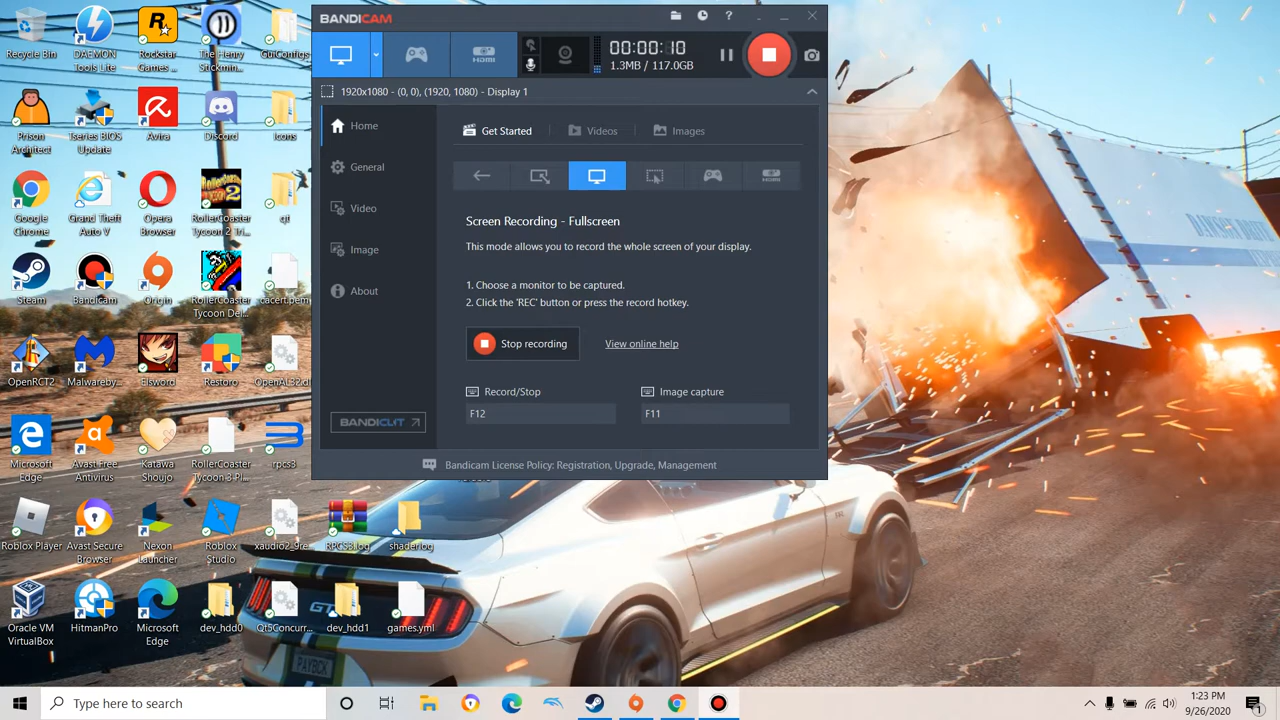 BANDICAM
HDMI
00:00:10
1.3MB / 117.0GB
1920x1080 - (0, 0), (1920, 1080) - Display 1
Home
General
Video
Image
About
BANDICUT
Get Started
Videos
Images
HDMI
Screen Recording - Fullscreen
This mode allows you to record the whole screen of your display.
1. Choose a monitor to be captured.
2. Click the 'REC' button or press the record hotkey.
Stop recording
View online help
Record/Stop
Image capture
F12
F11
Bandicam License Policy: Registration, Upgrade, Management
Recycle Bin
DAEMON
Tools Lite
Rockstar
Games ...
The Henry
Stickmin...
GuiConfigs
Prison
Architect
Tseries BIOS
Update
Avira
Discord
Icons
Google
Chrome
Grand Theft
Auto V
Opera
Browser
RollerCoaster
Tycoon 2 Tri...
qt
Steam
Bandicam
Origin
RollerCoaster
Tycoon Del...
cacert.pem
OpenRCT2
Malwareby...
Elsword
Restoro
OpenAL32.dl
Microsoft
Edge
Avast Free
Antivirus
Katawa
Shoujo
RollerCoaster
Tycoon 3 Pl...
rpcs3
Roblox Player
Avast Secure
Browser
Nexon
Launcher
Roblox
Studio
xaudio2_9re...
RPCS3.log
shaderlog
Oracle VM
VirtualBox
HitmanPro
Microsoft
Edge
dev_hdd0
Qt5Concurr...
dev_hdd1
games.yml
GT
PAYBCK
Type here to search
1:23 PM
9/26/2020
1